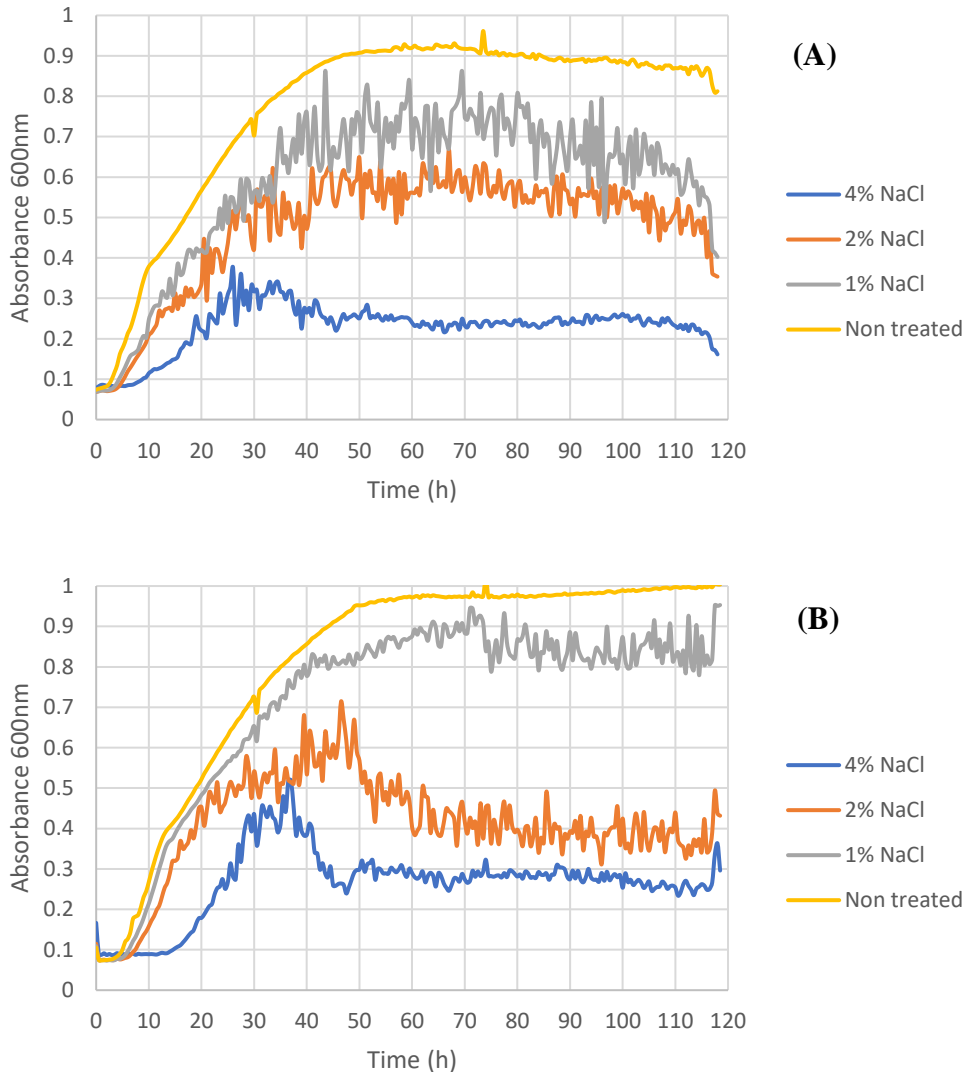 (A)
Absorbance 600nm
1
0.9
0.8
0.7
0.6
0.5
0.4
0.3
0.2
0.1
0
0 10 20 30 40 50 60 70 80 90 100 110 120
Time (h)
4% NaCl
2% NaCl
1% NaCl
Non treated
(B)
Absorbance 600nm
1
0.9
0.8
0.7
0.6
0.5
0.4
0.3
0.2
0.1
0
0 10 20 30 40 50 60 70 80 90 100 110 120
Time (h)
4% NaCl
2% NaCl
1% NaCl
Non treated